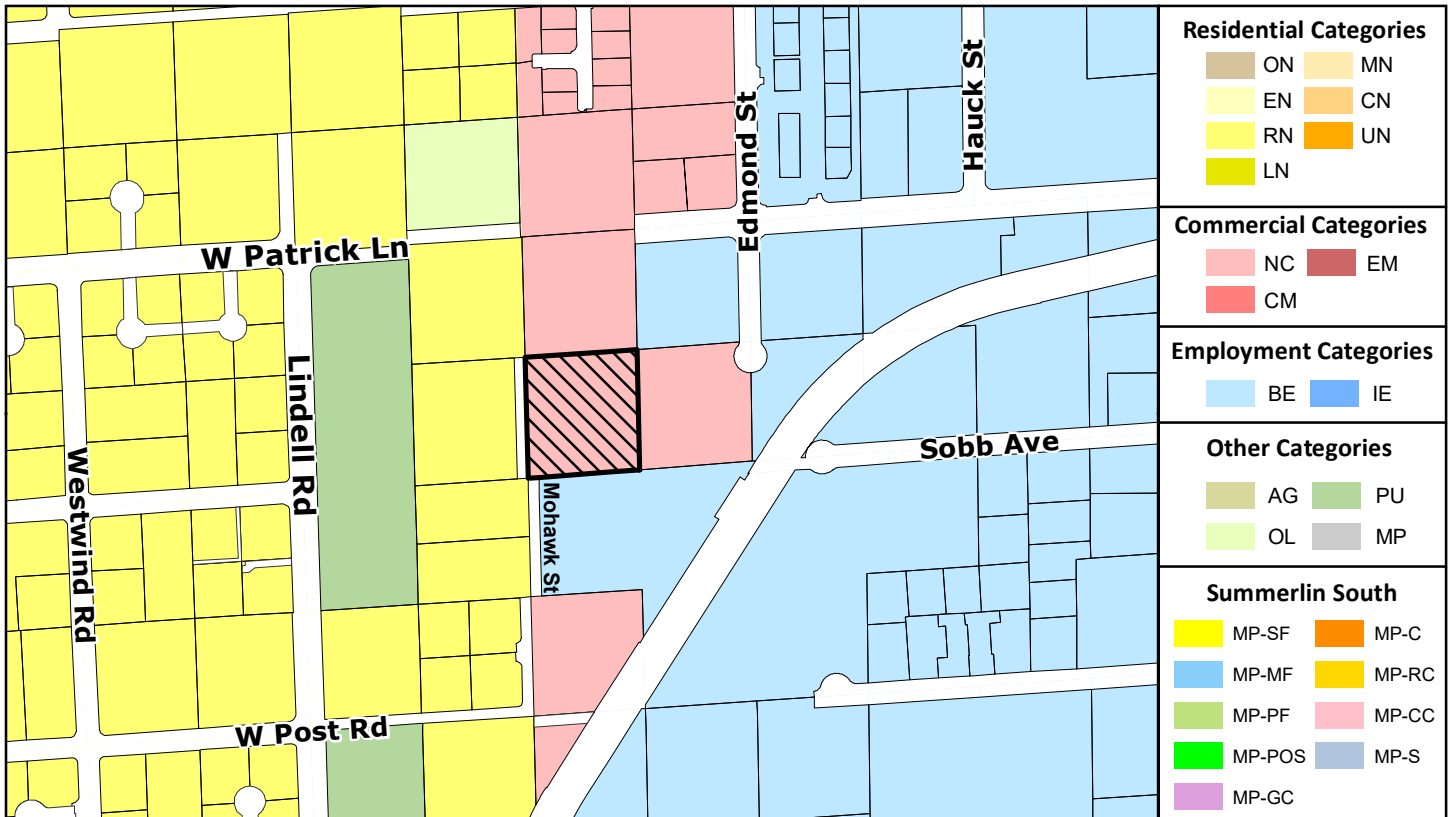 Hauck St
Edmond St
W Patrick Ln
Lindell Rd
Sobb Ave
Westwind Rd
Mohawk St
W Post Rd
Residential Categories
ON MN
EN CN
RN UN
LN
Commercial Categories
NC EM
CM
Employment Categories
BE IE
Other Categories
AG PU
OL MP
Summerlin South
MP-SF MP-C
MP-MF MP-RC
MP-PF MP-CC
MP-POS MP-S
MP-GC